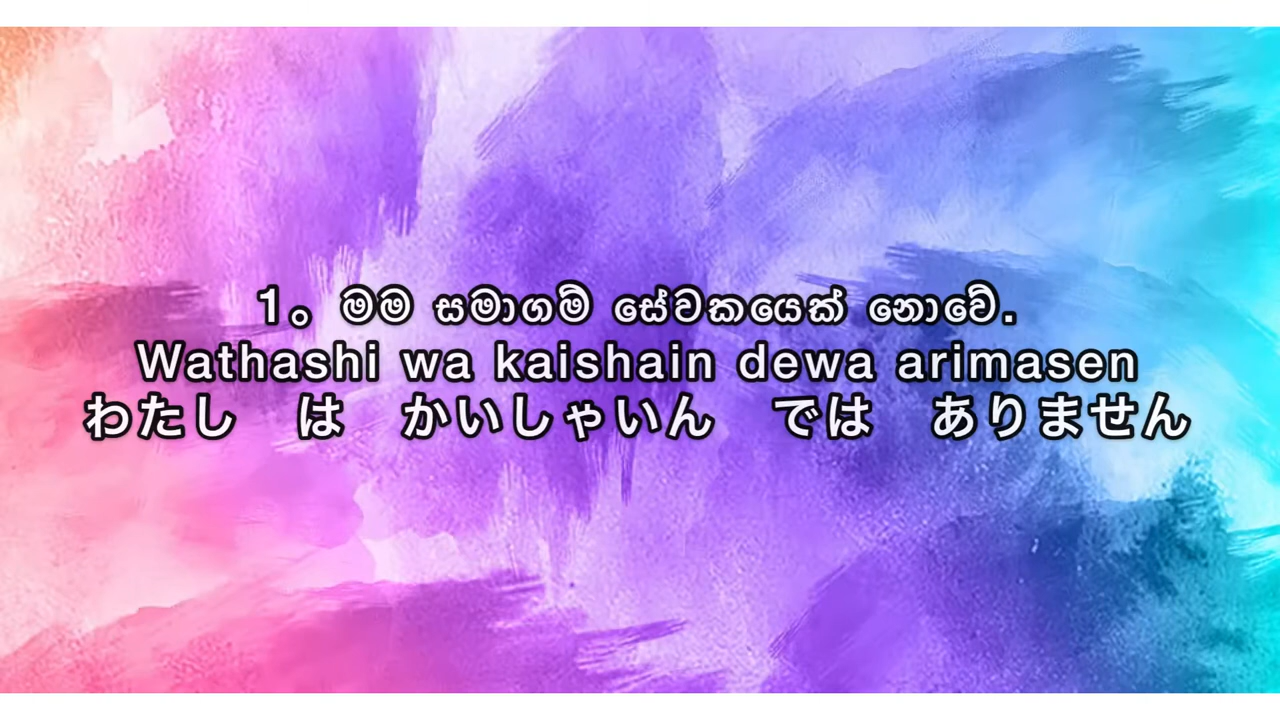 1。මම සමාගම් සේවකයෙක් නොවේ.
Wathashi wa kaishain dewa arimasen
わたし　は　かいしゃいん　では　ありません